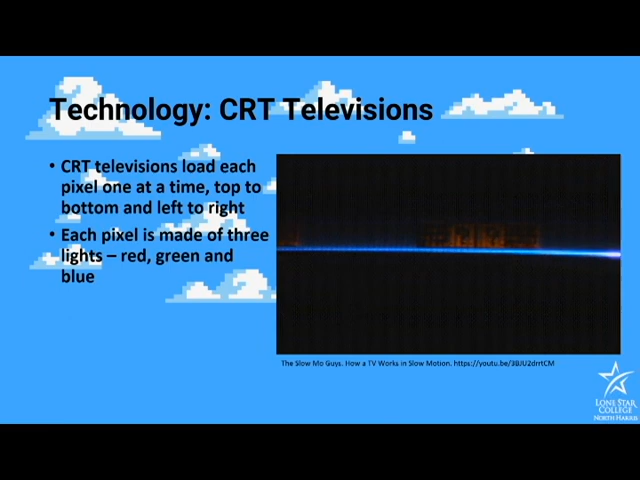 Technology: CRT Televisions
• CRT televisions load each
pixel one at a time, top to
bottom and left to right
• Each pixel is made of three
lights – red, green and
blue
The Slow Mo Guys. How a TV Works in Slow Motion. https://youtu.be/3BJU2drrtCM
LONE STAR
COLLEGE
NORTH HARRIS